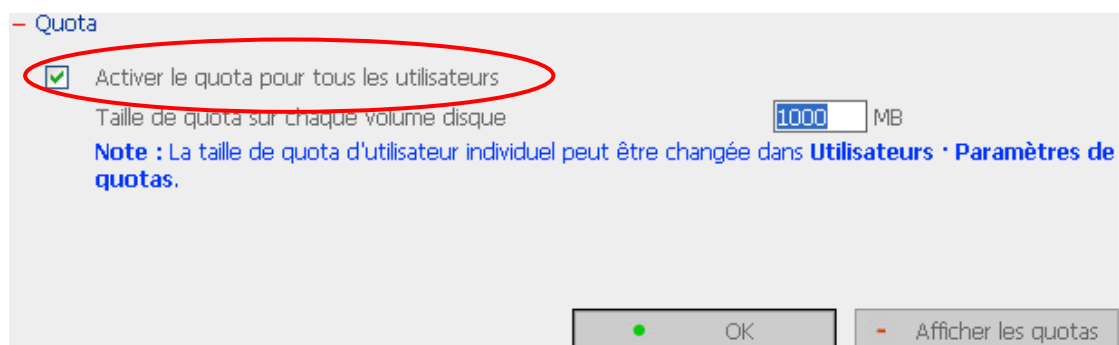 – Quota
Activer le quota pour tous les utilisateurs
Taille de quota sur chaque volume disque 1000 MB
Note : La taille de quota d'utilisateur individuel peut être changée dans Utilisateurs · Paramètres de
quotas.
OK - Afficher les quotas